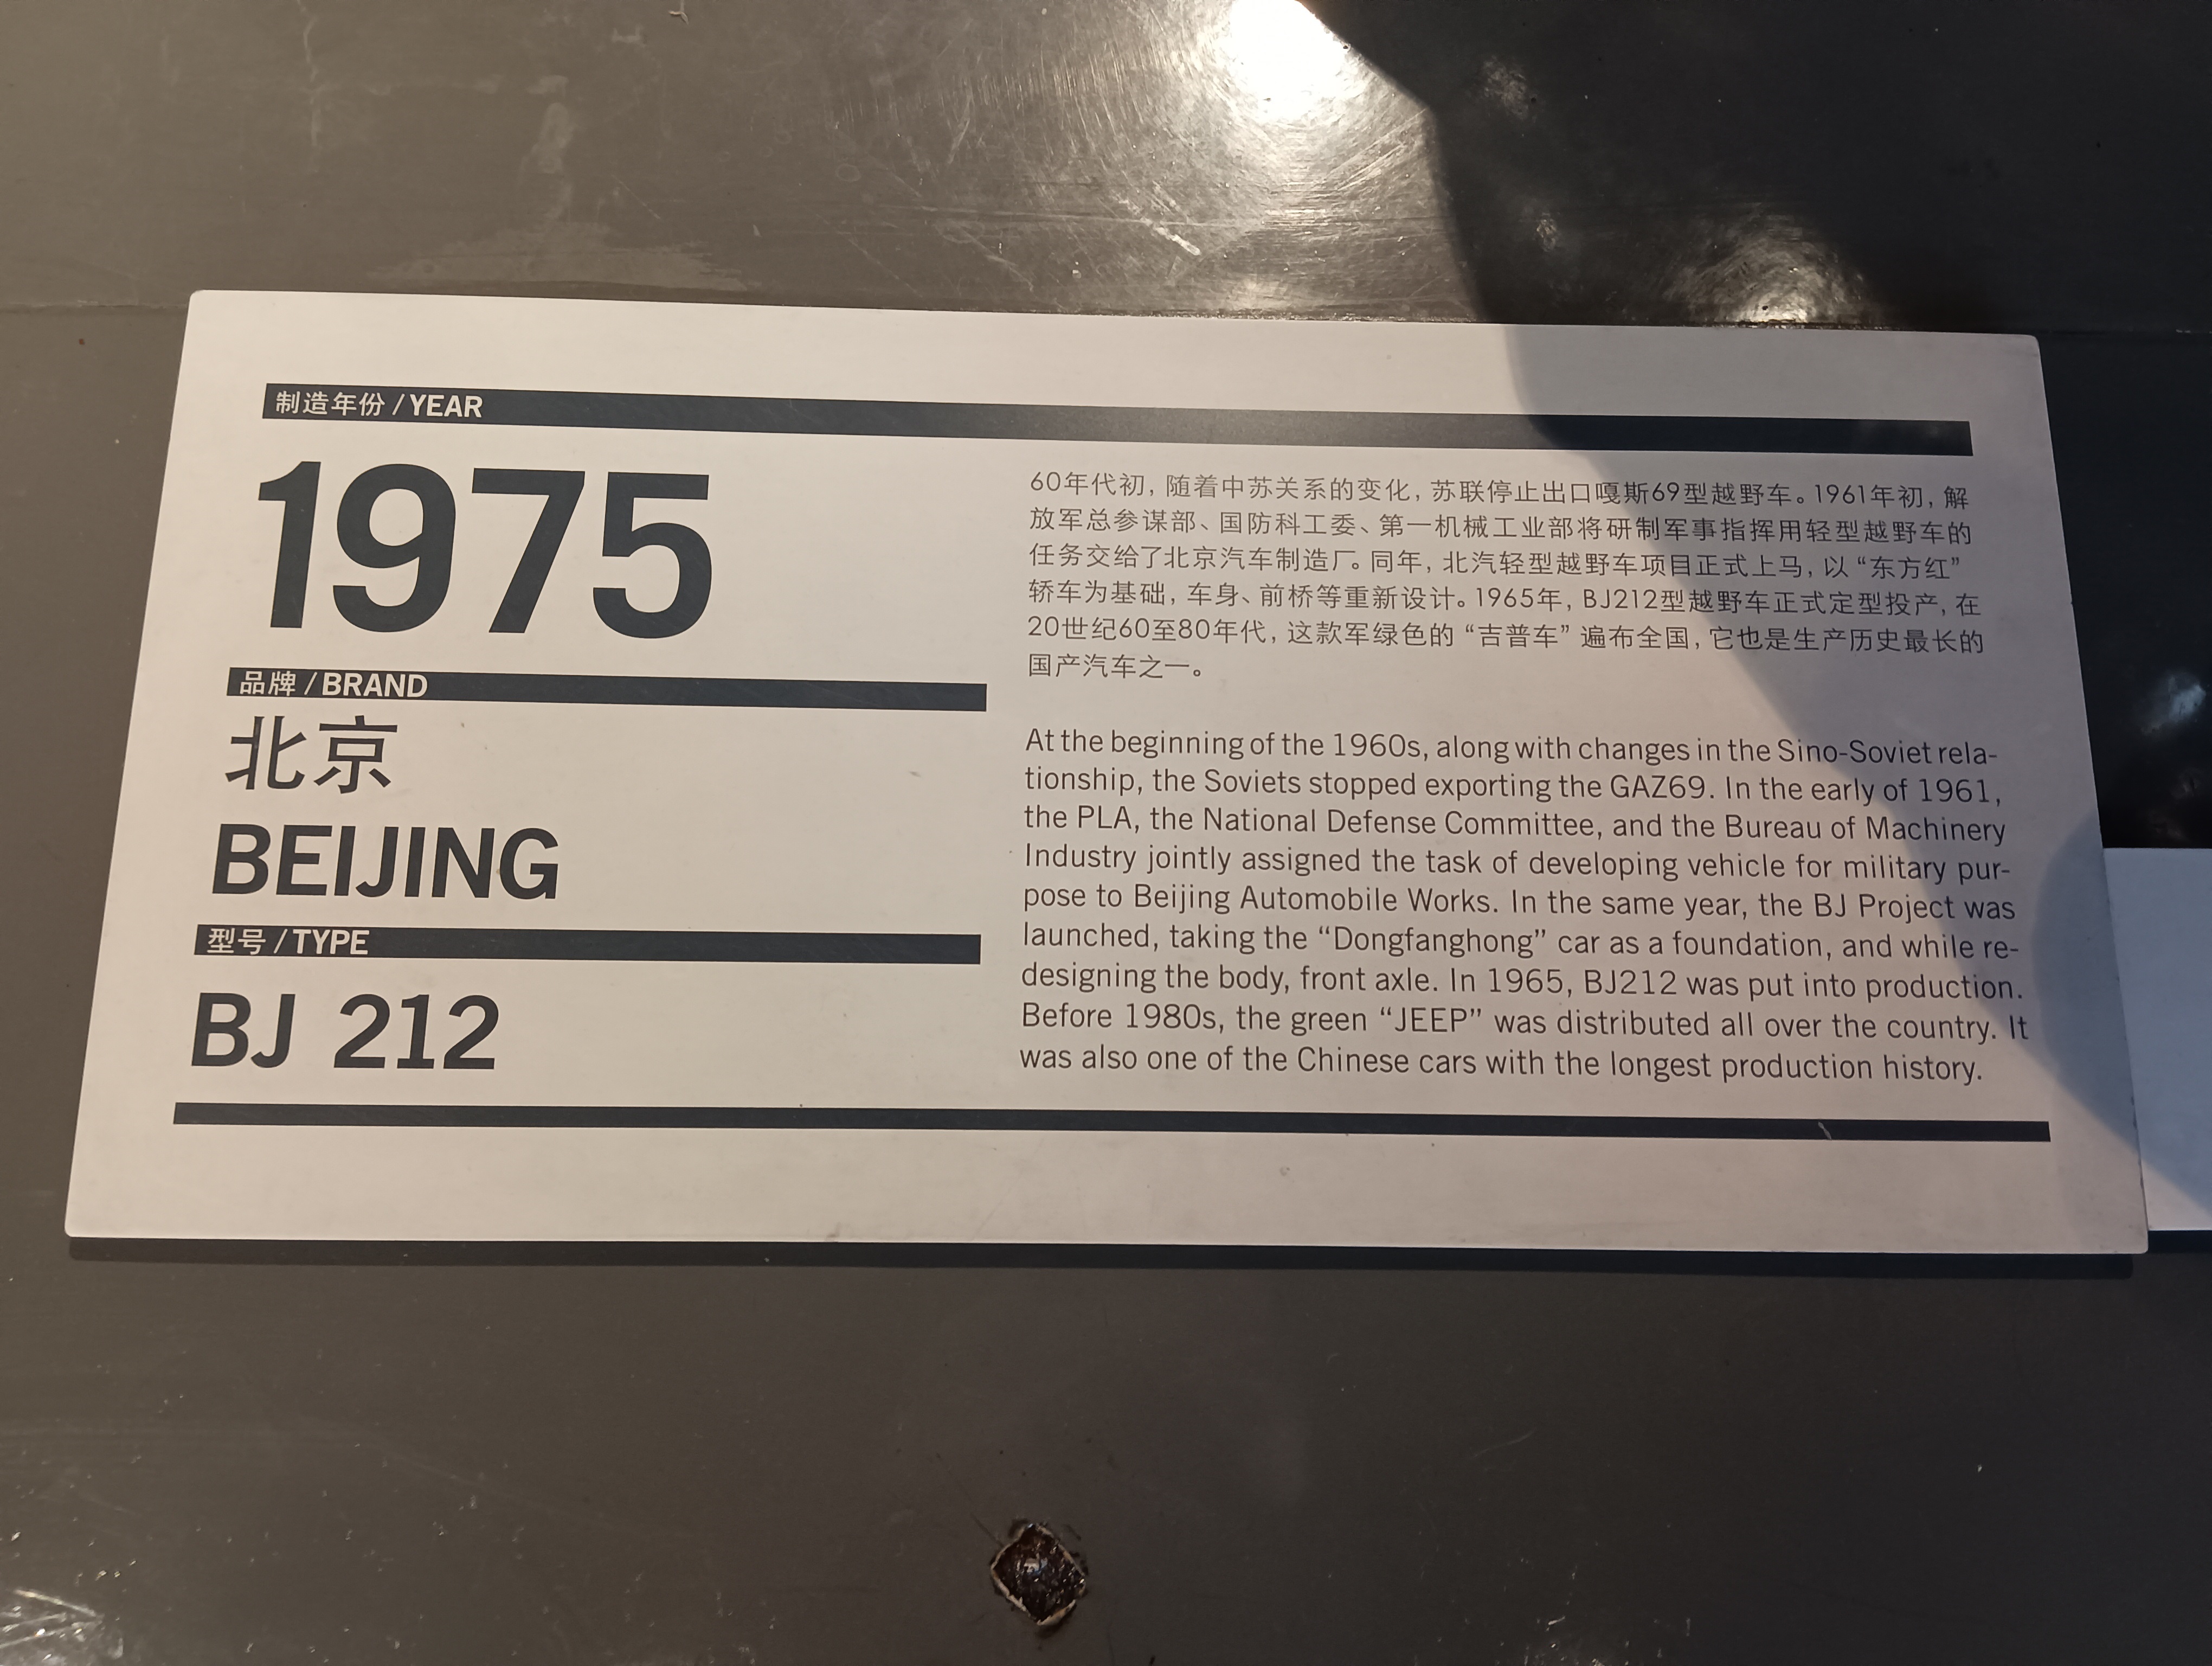 制造年份 / YEAR
1975
品牌 / BRAND
北京
BEIJING
型号 / TYPE
BJ 212
60年代初，随着中苏关系的变化，苏联停止出口嘎斯69型越野车。1961年初，解
放军总参谋部、国防科工委、第一机械工业部将研制军事指挥用轻型越野车的
任务交给了北京汽车制造厂。同年，北汽轻型越野车项目正式上马，以“东方红”
轿车为基础，车身、前桥等重新设计。1965年，BJ212型越野车正式定型投产，在
20世纪60至80年代，这款军绿色的“吉普车”遍布全国，它也是生产历史最长的
国产汽车之一。
At the beginning of the 1960s, along with changes in the Sino-Soviet rela-
tionship, the Soviets stopped exporting the GAZ69. In the early of 1961,
the PLA, the National Defense Committee, and the Bureau of Machinery
Industry jointly assigned the task of developing vehicle for military pur-
pose to Beijing Automobile Works. In the same year, the BJ Project was
launched, taking the “Dongfanghong” car as a foundation, and while re-
designing the body, front axle. In 1965, BJ212 was put into production.
Before 1980s, the green “JEEP” was distributed all over the country. It
was also one of the Chinese cars with the longest production history.